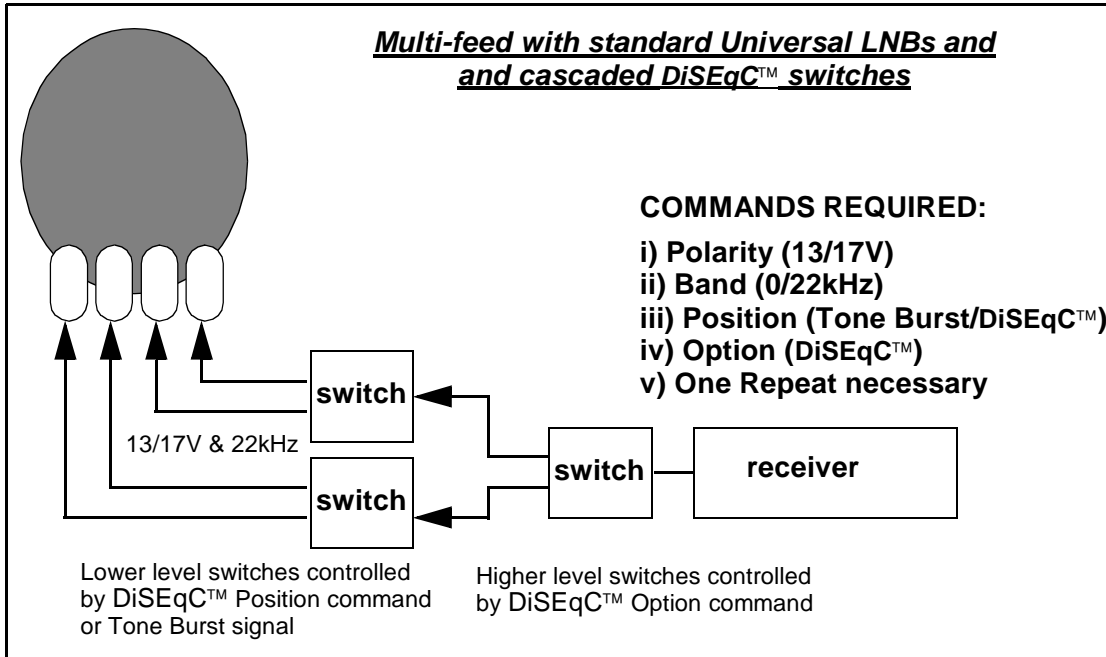 Multi-feed with standard Universal LNBs and
and cascaded DiSEqC™ switches
COMMANDS REQUIRED:
i) Polarity (13/17V)
ii) Band (0/22kHz)
iii) Position (Tone Burst/DiSEqC™)
iv) Option (DiSEqC™)
v) One Repeat necessary
switch
13/17V & 22kHz
switch
switch
receiver
Lower level switches controlled
by DiSEqC™ Position command
or Tone Burst signal
Higher level switches controlled
by DiSEqC™ Option command